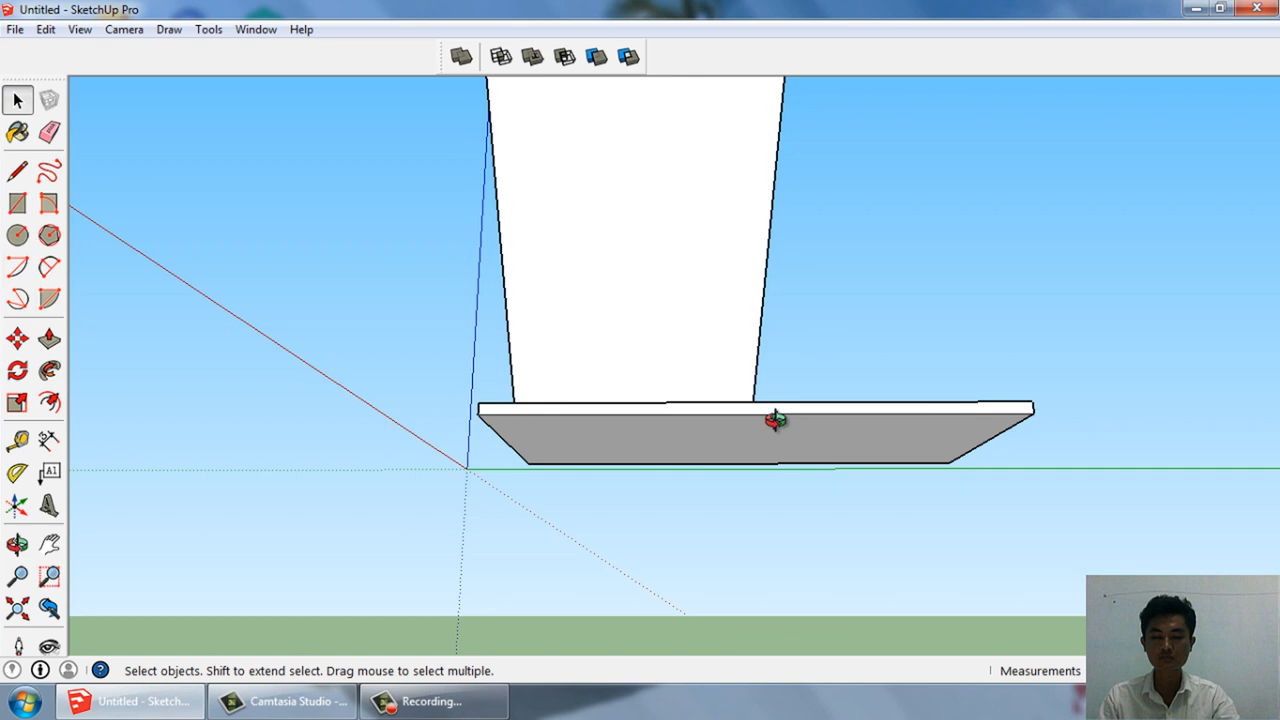 Untitled - SketchUp Pro
File Edit View Camera Draw Tools Window Help
A1
Select objects. Shift to extend select. Drag mouse to select multiple.
Measurements
Untitled - Sketch...
Camtasia Studio -...
Recording...